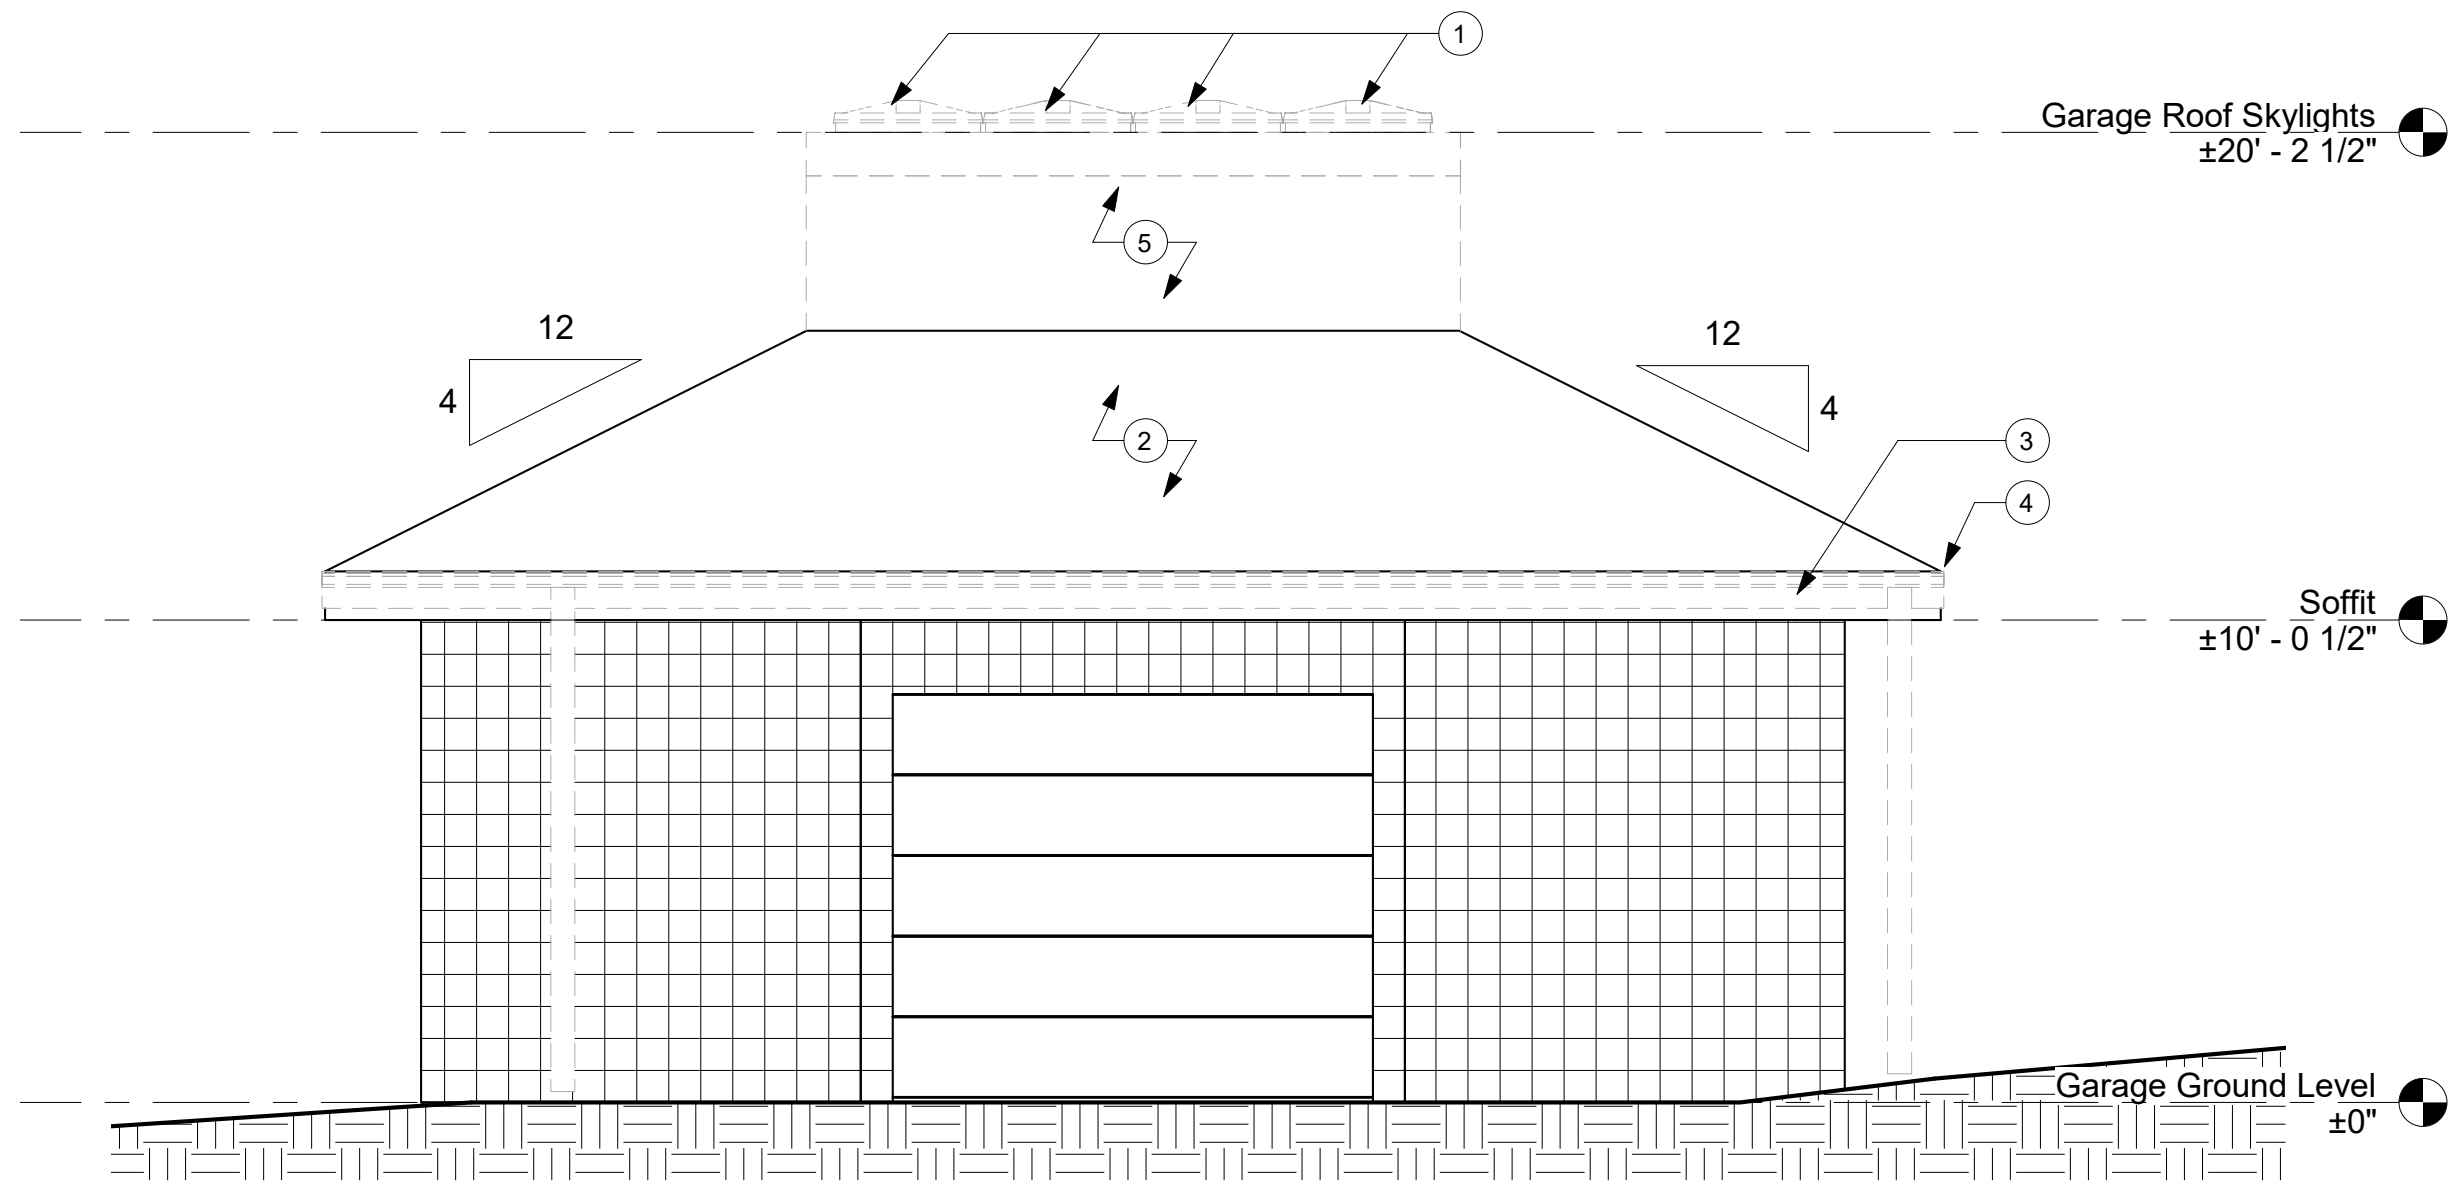 1
Garage Roof Skylights
±20' - 2 1/2"
5
12
4
12
4
2
3
4
Soffit
±10' - 0 1/2"
Garage Ground Level
±0"